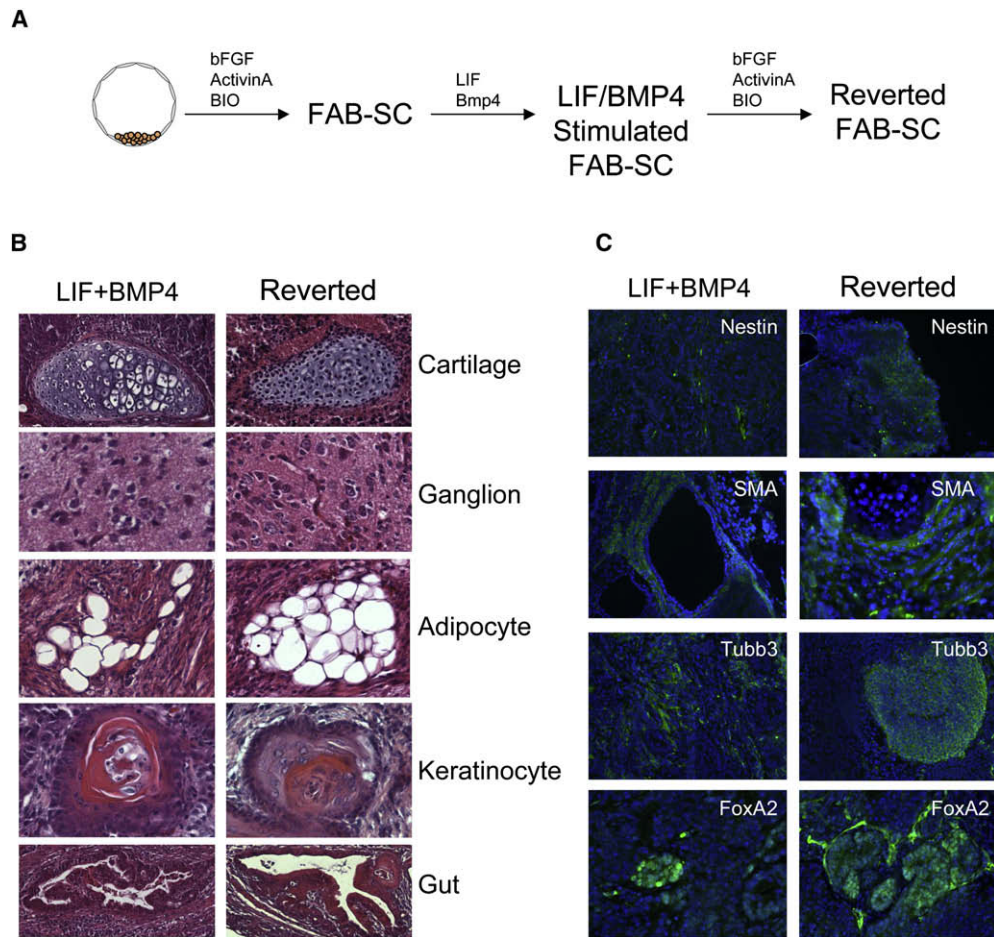 A
bFGF
ActivinA
BIO
FAB-SC
LIF
Bmp4
LIF/BMP4
Stimulated
FAB-SC
bFGF
ActivinA
BIO
Reverted
FAB-SC
B
LIF+BMP4
Reverted
Cartilage
Ganglion
Adipocyte
Keratinocyte
Gut
C
LIF+BMP4
Reverted
Nestin
Nestin
SMA
SMA
Tubb3
Tubb3
FoxA2
FoxA2